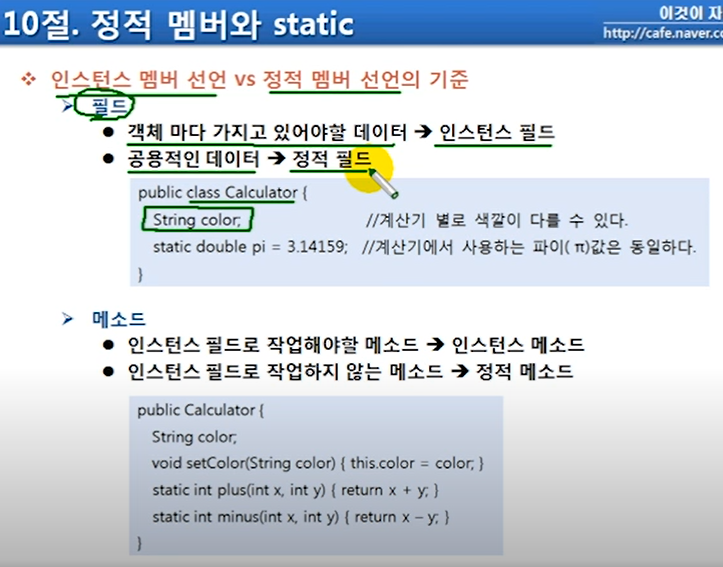 10절. 정적 멤버와 static
이것이 자
http://cafe.naver.co
인스턴스 멤버 선언 vs 정적 멤버 선언의 기준
필드
객체 마다 가지고 있어야할 데이터 → 인스턴스 필드
공용적인 데이터 → 정적 필드
public class Calculator {
String color; //계산기 별로 색깔이 다를 수 있다.
static double pi = 3.14159; //계산기에서 사용하는 파이( π)값은 동일하다.
}
메소드
인스턴스 필드로 작업해야할 메소드 → 인스턴스 메소드
인스턴스 필드로 작업하지 않는 메소드 → 정적 메소드
public Calculator {
String color;
void setColor(String color) { this.color = color; }
static int plus(int x, int y) { return x + y; }
static int minus(int x, int y) { return x – y; }
}